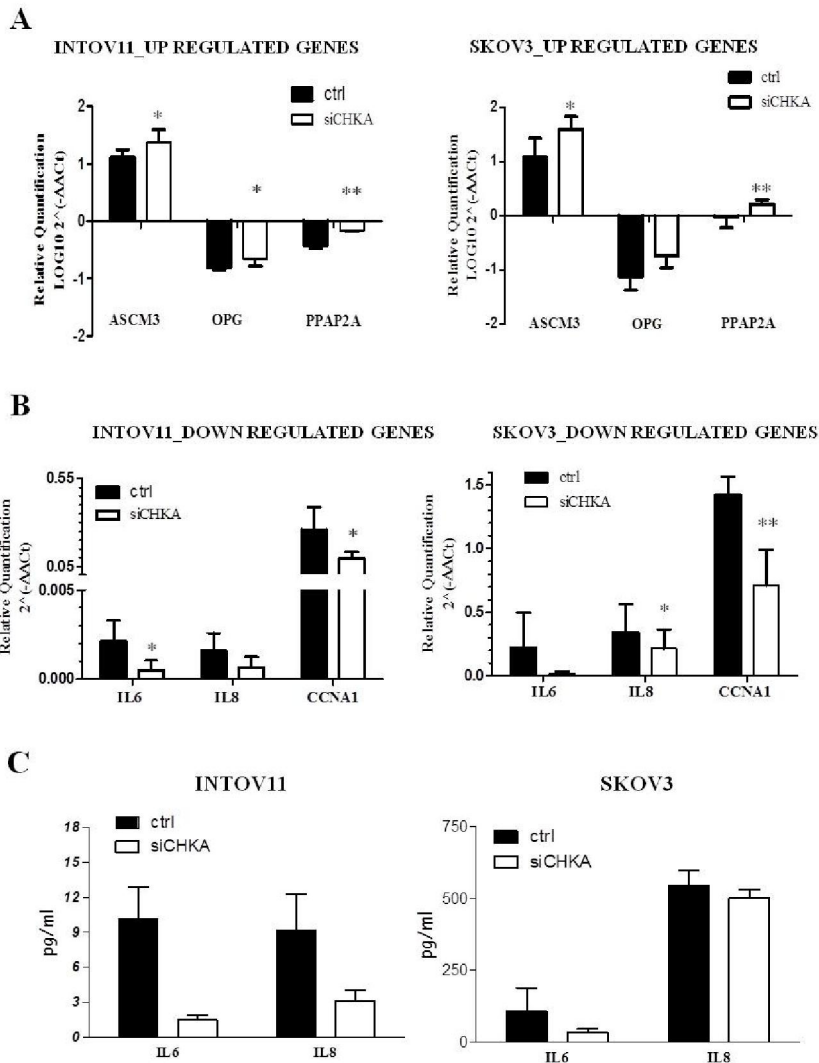 A
INTOV11_UP REGULATED GENES
ctrl
siCHKA
Relative Quantification
LOG10 2^(-AACt)
2
1
0
-1
-2
*
*
**
ASCM3 OPG PPAP2A
SKOV3_UP REGULATED GENES
ctrl
siCHKA
Relative Quantification
LOG10 2^(-AACt)
2
1
0
-1
-2
*
**
ASCM3 OPG PPAP2A
B
INTOV11_DOWN REGULATED GENES
ctrl
siCHKA
Relative Quantification
2^(-AACt)
0.55
0.05
0.005
0.000
*
*
IL6 IL8 CCNA1
SKOV3_DOWN REGULATED GENES
ctrl
siCHKA
Relative Quantification
2^(-AACt)
1.5
1.0
0.5
0.0
*
**
IL6 IL8 CCNA1
C
INTOV11
ctrl
siCHKA
pg/ml
18
15
12
9
6
3
0
IL6 IL8
SKOV3
ctrl
siCHKA
pg/ml
750
500
250
0
IL6 IL8